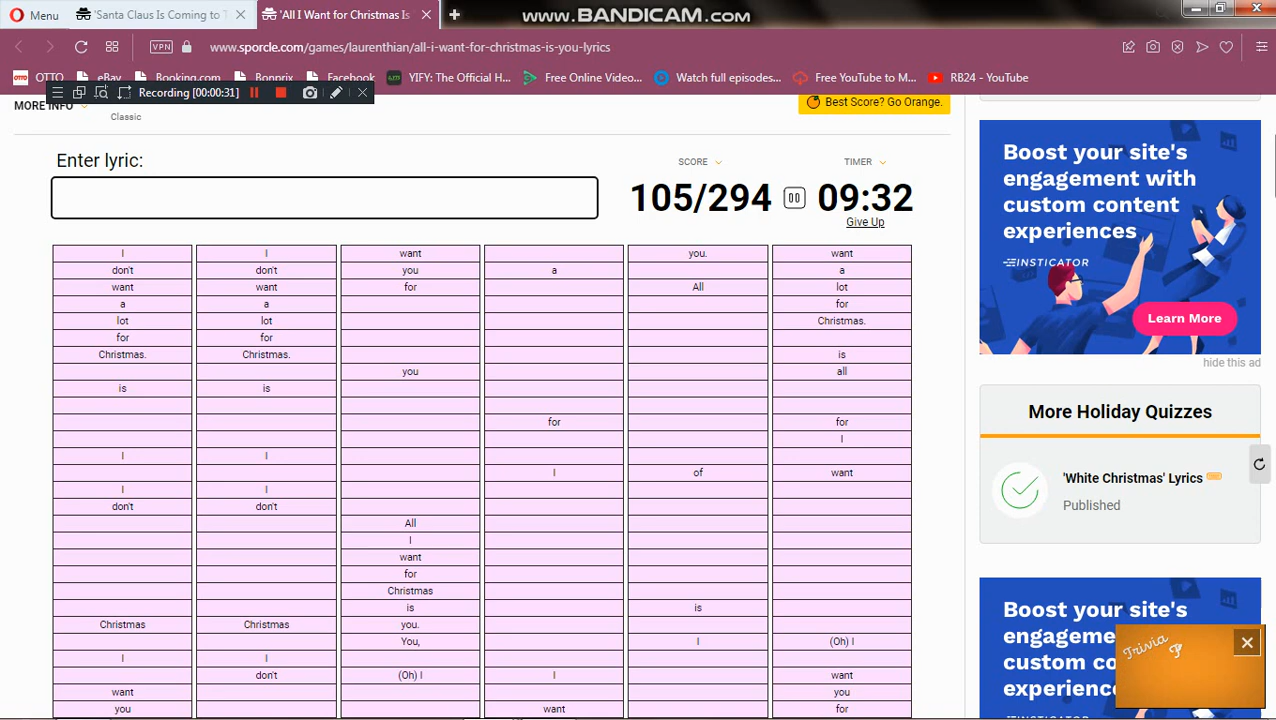 Menu
'Santa Claus Is Coming to T
'All I Want for Christmas Is
www.BANDICAM.com
VPN
www.sporcle.com/games/laurenthian/all-i-want-for-christmas-is-you-lyrics
OTTO
eBay
Booking.com
Bonprix
Facebook
YIFY: The Official H...
Free Online Video...
Watch full episodes...
Free YouTube to M...
RB24 - YouTube
Recording [00:00:31]
MORE INFO
Classic
Best Score? Go Orange.
Enter lyric:
SCORE
TIMER
105/294
09:32
Give Up
I I want you. want
don't don't you a a
want want for All lot
a a for
lot lot Christmas.
for for
Christmas. Christmas. is
you all
is is
for for
I
I I
I of want
I I
don't don't
All
I
want
for
Christmas
is is
Christmas Christmas you.
You, I (Oh) I
I I
don't (Oh) I I want
want you
you want for
Boost your site's
engagement with
custom content
experiences
INSTICATOR
Learn More
hide this ad
More Holiday Quizzes
'White Christmas' Lyrics
Published
Boost your site's
engageme
custom co
experience
Trivia